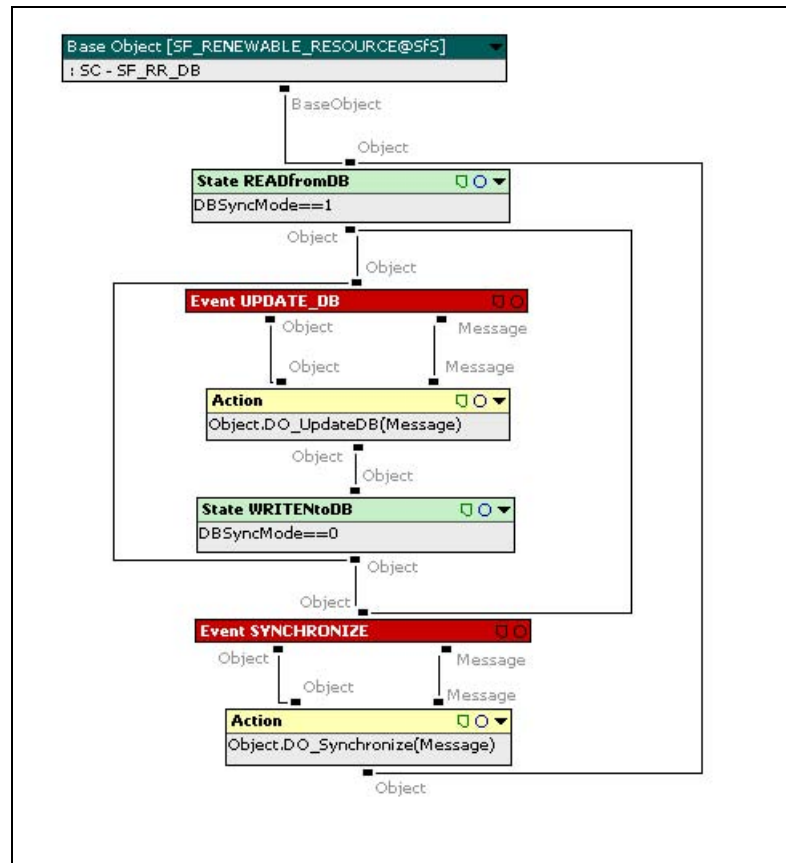 Base Object [SF_RENEWABLE_RESOURCE@SfS]
: SC - SF_RR_DB
BaseObject
Object
State READfromDB
DBSyncMode==1
Object
Object
Event UPDATE_DB
Object Message
Object Message
Action
Object.DO_UpdateDB(Message)
Object
Object
State WRITENtoDB
DBSyncMode==0
Object
Object
Event SYNCHRONIZE
Object Message
Object Message
Action
Object.DO_Synchronize(Message)
Object